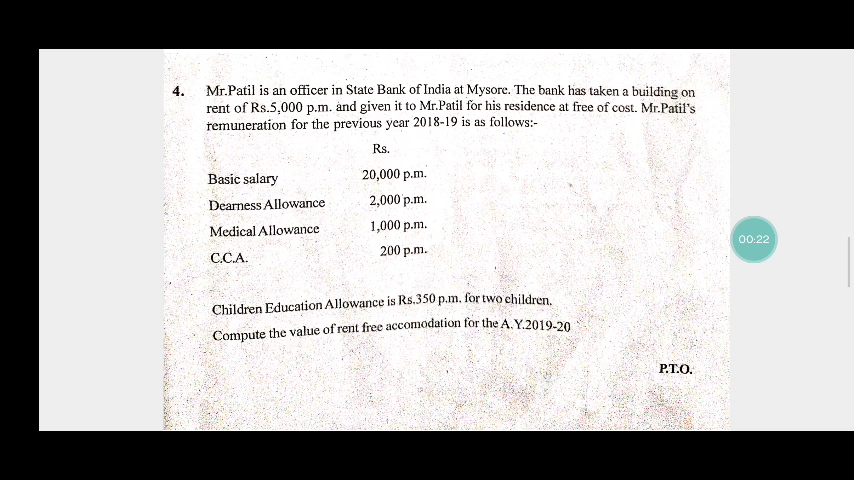 4. Mr.Patil is an officer in State Bank of India at Mysore. The bank has taken a building on
rent of Rs.5,000 p.m. and given it to Mr.Patil for his residence at free of cost. Mr.Patil's
remuneration for the previous year 2018-19 is as follows:-
Rs.
Basic salary 20,000 p.m.
Dearness Allowance 2,000 p.m.
Medical Allowance 1,000 p.m.
C.C.A. 200 p.m.
00:22
Children Education Allowance is Rs.350 p.m. for two children.
Compute the value of rent free accomodation for the A.Y.2019-20
P.T.O.